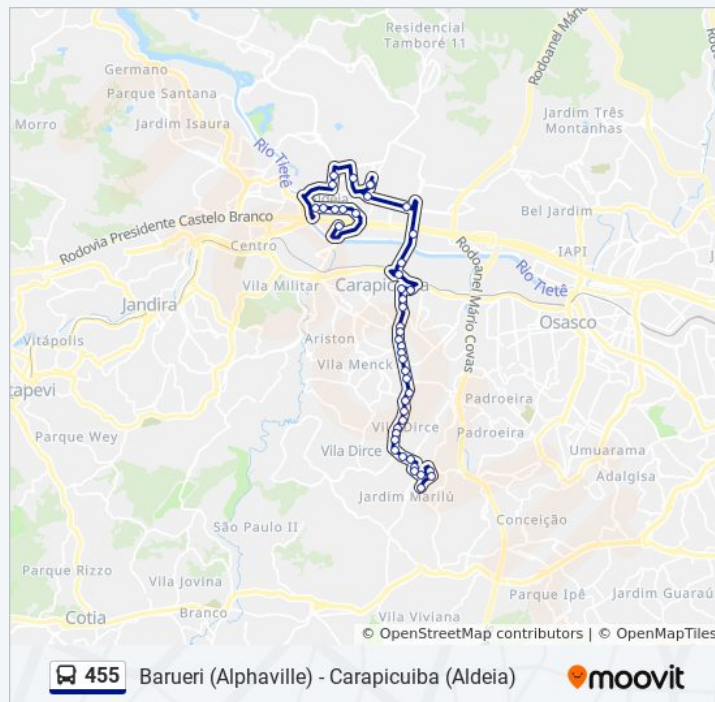 Residencial
Tamboré 11
Germano
Parque Santana
Rodoanel Mário
Jardim Três
Montanhas
Morro
Jardim Isaura
Rio Tietê
Bel Jardim
Rodovia Presidente Castelo Branco
Centro
IAPI
Rodoanel Mário Covas
Rio Tietê
Vila Militar
Carapicuíba
Jandira
Osasco
Vitápolis
Ariston
tapevi
Vila Menck
Padroeira
Parque Wey
Vila Dirce
Padroeira
Umuarama
Vila Dirce
Adalgisa
Jardim Marilú
São Paulo II
Conceição
Parque Rizzo
Vila Jovina
Parque Ipê
Jardim Guaraú
Cotia
Branco
Vila Viviana
© OpenStreetMap contributors | © OpenMapTiles
455 Barueri (Alphaville) - Carapicuiba (Aldeia)
moovit